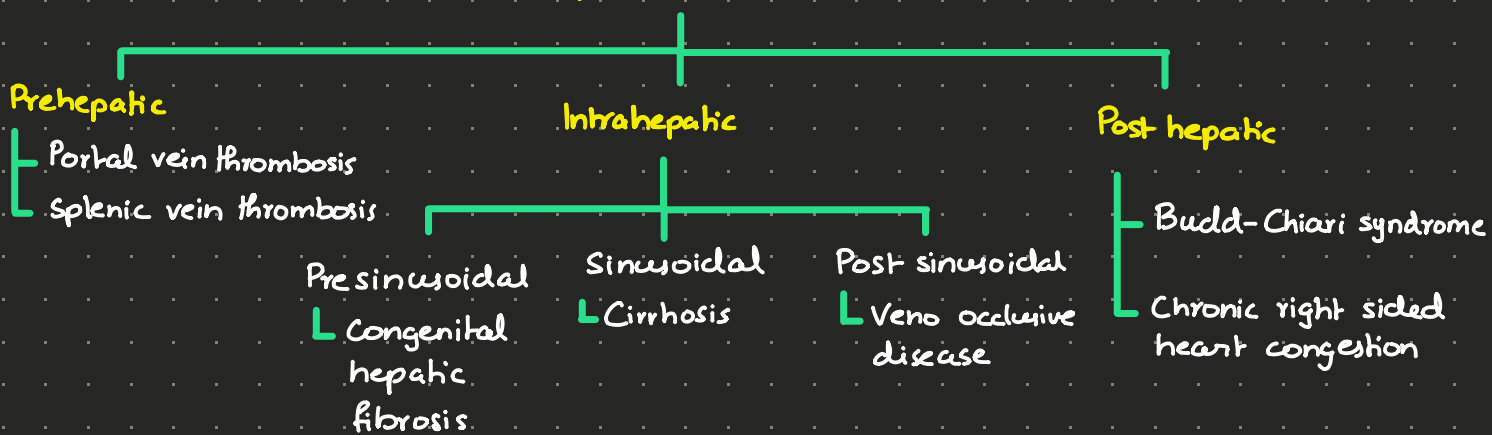 Prehepatic
Portal vein thrombosis
Splenic vein thrombosis
Intrahepatic
Presinusoidal
Congenital
hepatic
fibrosis
Sinusoidal
Cirrhosis
Post sinusoidal
Veno occlusive
disease
Post hepatic
Budd-Chiari syndrome
Chronic right sided
heart congestion